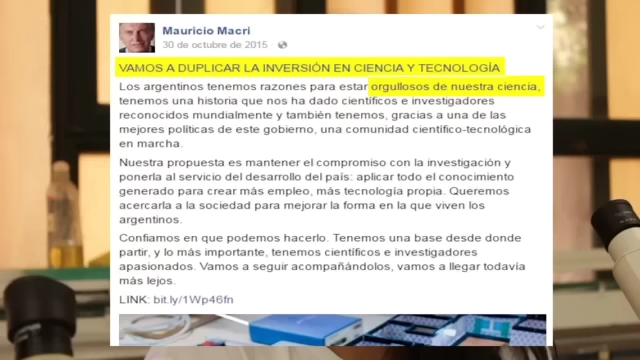 Mauricio Macri
30 de octubre de 2015
VAMOS A DUPLICAR LA INVERSIÓN EN CIENCIA Y TECNOLOGÍA
Los argentinos tenemos razones para estar orgullosos de nuestra ciencia,
tenemos una historia que nos ha dado científicos e investigadores
reconocidos mundialmente y también tenemos, gracias a una de las
mejores políticas de este gobierno, una comunidad científico-tecnológica
en marcha.
Nuestra propuesta es mantener el compromiso con la investigación y
ponerla al servicio del desarrollo del país: aplicar todo el conocimiento
generado para crear más empleo, más tecnología propia. Queremos
acercarla a la sociedad para mejorar la forma en la que viven los
argentinos.
Confiamos en que podemos hacerlo. Tenemos una base desde donde
partir, y lo más importante, tenemos científicos e investigadores
apasionados. Vamos a seguir acompañándolos, vamos a llegar todavía
más lejos.
LINK: bit.ly/1Wp46fn